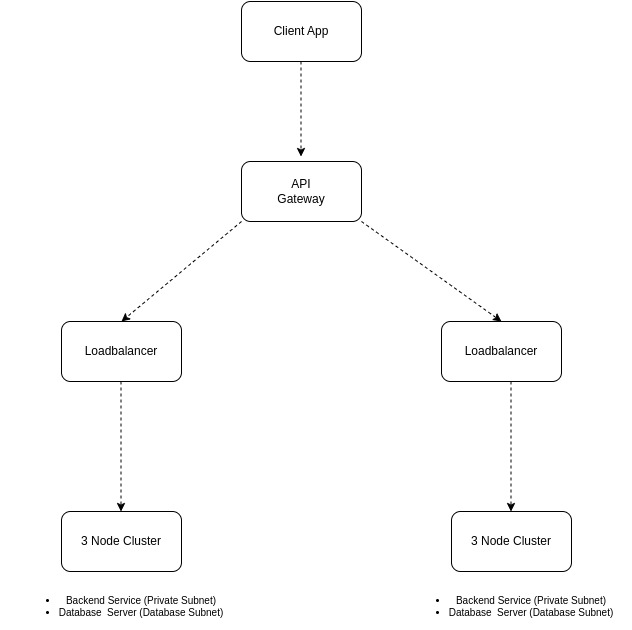 Client App
API
Gateway
Loadbalancer
Loadbalancer
3 Node Cluster
3 Node Cluster
• Backend Service (Private Subnet)
• Database Server (Database Subnet)
• Backend Service (Private Subnet)
• Database Server (Database Subnet)